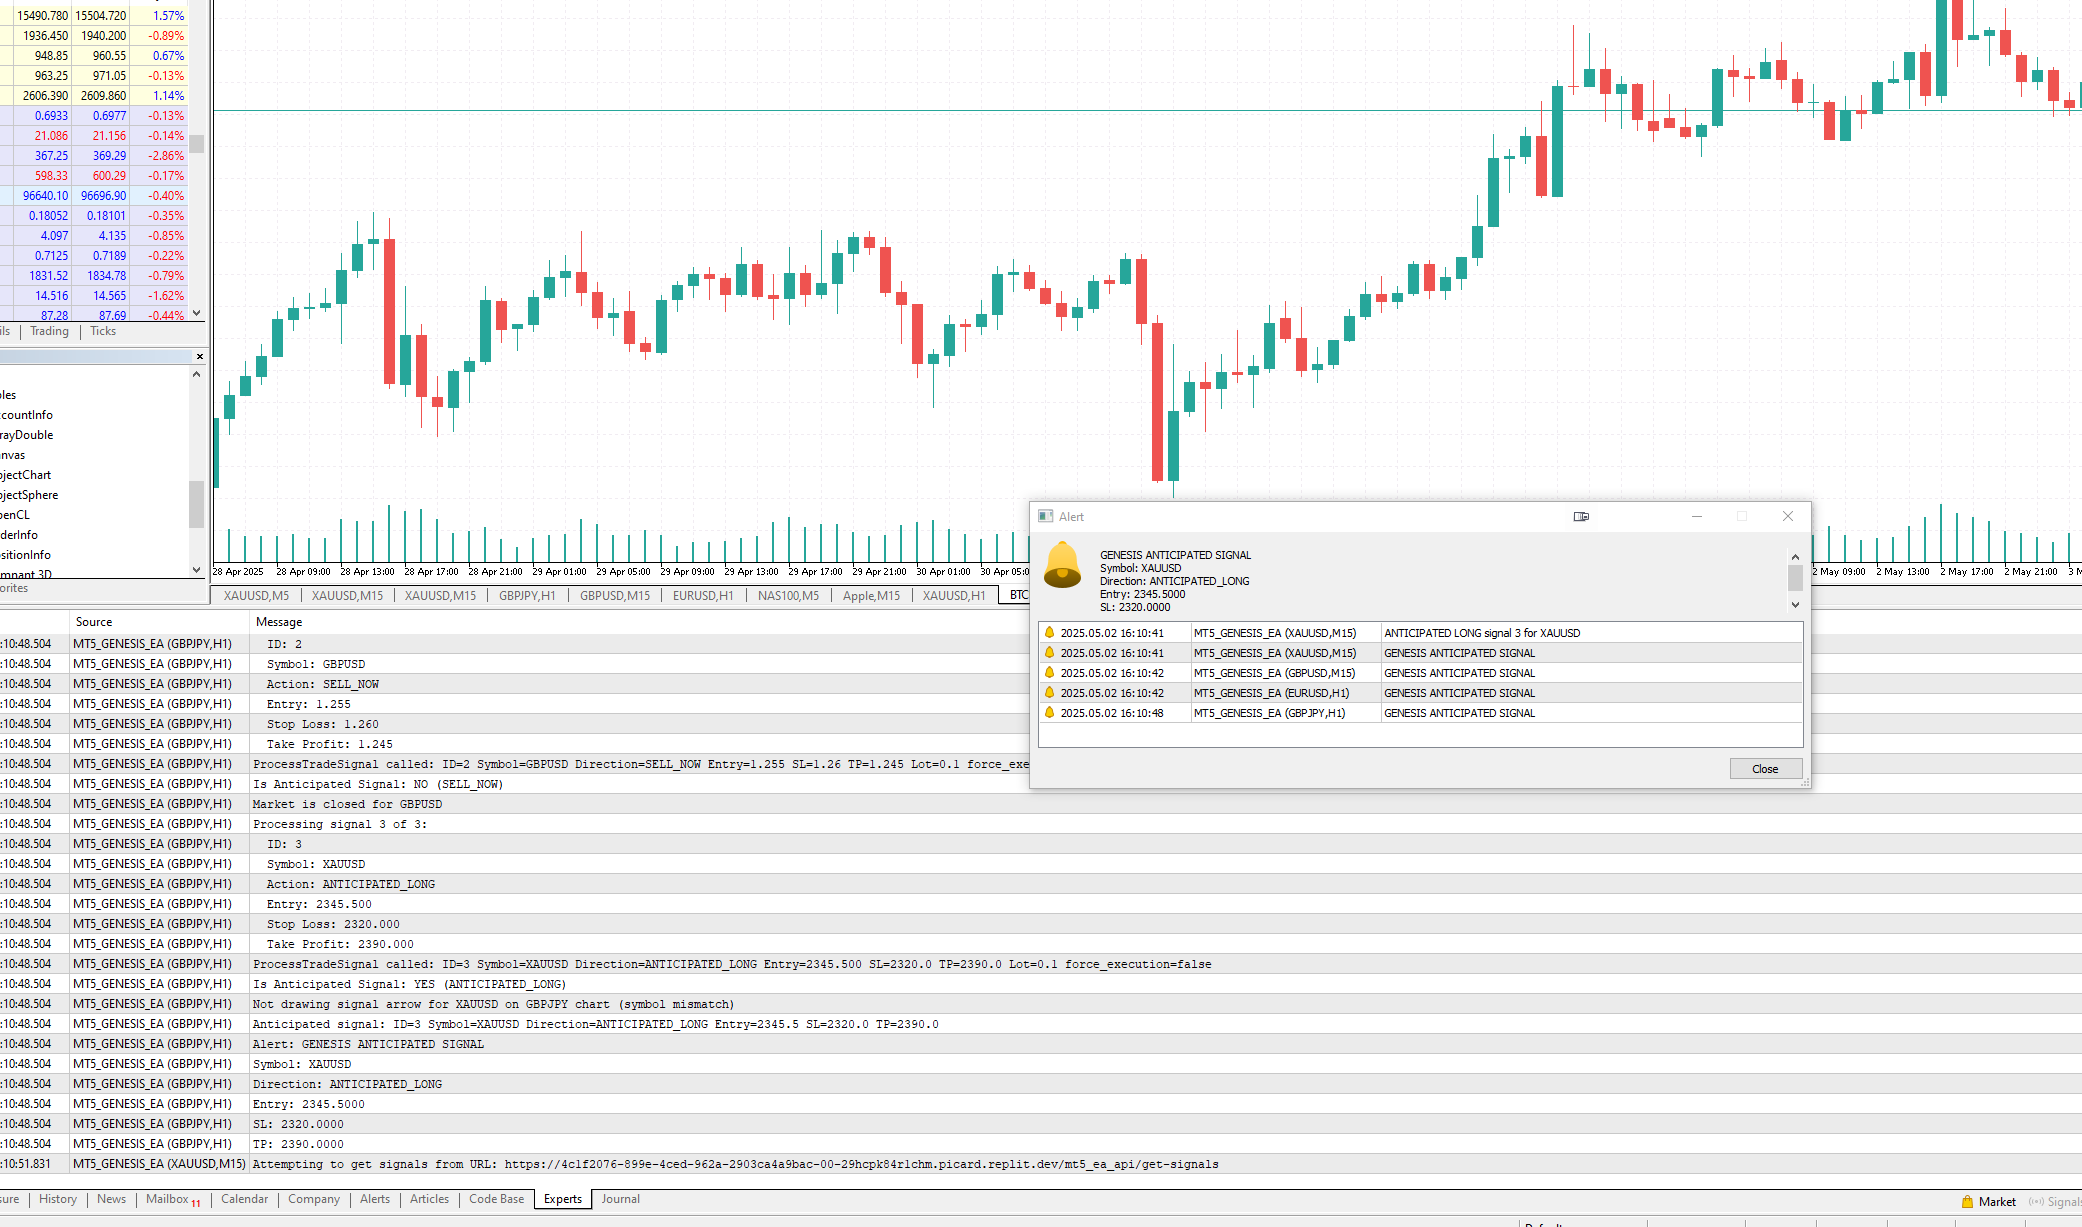 15490.780 15504.720 1.57%
1936.450 1940.200 -0.89%
948.85 960.55 0.67%
963.25 971.05 -0.13%
2606.390 2609.860 1.14%
0.6933 0.6977 -0.13%
21.086 21.156 -0.14%
367.25 369.29 -2.86%
598.33 600.29 -0.17%
96640.10 96696.90 -0.40%
0.18052 0.18101 -0.35%
4.097 4.135 -0.85%
0.7125 0.7189 -0.22%
1831.52 1834.78 -0.79%
14.516 14.565 -1.62%
87.28 87.69 -0.44%
ils Trading Ticks
oles
ccountInfo
rrayDouble
anvas
bjectChart
bjectSphere
penCL
rderInfo
ositionInfo
emnant 3D
orites
28 Apr 2025 28 Apr 09:00 28 Apr 13:00 28 Apr 17:00 28 Apr 21:00 29 Apr 01:00 29 Apr 05:00 29 Apr 09:00 29 Apr 13:00 29 Apr 17:00 29 Apr 21:00 30 Apr 01:00 30 Apr 05:0 2 May 09:00 2 May 13:00 2 May 17:00 2 May 21:00 3 M
XAUUSD,M5 XAUUSD,M15 XAUUSD,M15 GBPJPY,H1 GBPUSD,M15 EURUSD,H1 NAS100,M5 Apple,M15 XAUUSD,H1 BTC
Alert
GENESIS ANTICIPATED SIGNAL
Symbol: XAUUSD
Direction: ANTICIPATED_LONG
Entry: 2345.5000
SL: 2320.0000
2025.05.02 16:10:41 MT5_GENESIS_EA (XAUUSD,M15) ANTICIPATED LONG signal 3 for XAUUSD
2025.05.02 16:10:41 MT5_GENESIS_EA (XAUUSD,M15) GENESIS ANTICIPATED SIGNAL
2025.05.02 16:10:42 MT5_GENESIS_EA (GBPUSD,M15) GENESIS ANTICIPATED SIGNAL
2025.05.02 16:10:42 MT5_GENESIS_EA (EURUSD,H1) GENESIS ANTICIPATED SIGNAL
2025.05.02 16:10:48 MT5_GENESIS_EA (GBPJPY,H1) GENESIS ANTICIPATED SIGNAL
Close
Source Message
:10:48.504 MT5_GENESIS_EA (GBPJPY,H1) ID: 2
:10:48.504 MT5_GENESIS_EA (GBPJPY,H1) Symbol: GBPUSD
:10:48.504 MT5_GENESIS_EA (GBPJPY,H1) Action: SELL_NOW
:10:48.504 MT5_GENESIS_EA (GBPJPY,H1) Entry: 1.255
:10:48.504 MT5_GENESIS_EA (GBPJPY,H1) Stop Loss: 1.260
:10:48.504 MT5_GENESIS_EA (GBPJPY,H1) Take Profit: 1.245
:10:48.504 MT5_GENESIS_EA (GBPJPY,H1) ProcessTradeSignal called: ID=2 Symbol=GBPUSD Direction=SELL_NOW Entry=1.255 SL=1.26 TP=1.245 Lot=0.1 force_exe
:10:48.504 MT5_GENESIS_EA (GBPJPY,H1) Is Anticipated Signal: NO (SELL_NOW)
:10:48.504 MT5_GENESIS_EA (GBPJPY,H1) Market is closed for GBPUSD
:10:48.504 MT5_GENESIS_EA (GBPJPY,H1) Processing signal 3 of 3:
:10:48.504 MT5_GENESIS_EA (GBPJPY,H1) ID: 3
:10:48.504 MT5_GENESIS_EA (GBPJPY,H1) Symbol: XAUUSD
:10:48.504 MT5_GENESIS_EA (GBPJPY,H1) Action: ANTICIPATED_LONG
:10:48.504 MT5_GENESIS_EA (GBPJPY,H1) Entry: 2345.500
:10:48.504 MT5_GENESIS_EA (GBPJPY,H1) Stop Loss: 2320.000
:10:48.504 MT5_GENESIS_EA (GBPJPY,H1) Take Profit: 2390.000
:10:48.504 MT5_GENESIS_EA (GBPJPY,H1) ProcessTradeSignal called: ID=3 Symbol=XAUUSD Direction=ANTICIPATED_LONG Entry=2345.500 SL=2320.0 TP=2390.0 Lot=0.1 force_execution=false
:10:48.504 MT5_GENESIS_EA (GBPJPY,H1) Is Anticipated Signal: YES (ANTICIPATED_LONG)
:10:48.504 MT5_GENESIS_EA (GBPJPY,H1) Not drawing signal arrow for XAUUSD on GBPJPY chart (symbol mismatch)
:10:48.504 MT5_GENESIS_EA (GBPJPY,H1) Anticipated signal: ID=3 Symbol=XAUUSD Direction=ANTICIPATED_LONG Entry=2345.5 SL=2320.0 TP=2390.0
:10:48.504 MT5_GENESIS_EA (GBPJPY,H1) Alert: GENESIS ANTICIPATED SIGNAL
:10:48.504 MT5_GENESIS_EA (GBPJPY,H1) Symbol: XAUUSD
:10:48.504 MT5_GENESIS_EA (GBPJPY,H1) Direction: ANTICIPATED_LONG
:10:48.504 MT5_GENESIS_EA (GBPJPY,H1) Entry: 2345.5000
:10:48.504 MT5_GENESIS_EA (GBPJPY,H1) SL: 2320.0000
:10:48.504 MT5_GENESIS_EA (GBPJPY,H1) TP: 2390.0000
:10:51.831 MT5_GENESIS_EA (XAUUSD,M15) Attempting to get signals from URL: https://4c1f2076-899e-4ced-962a-2903ca4a9bac-00-29hcpk84r1chm.picard.replit.dev/mt5_ea_api/get-signals
sure History News Mailbox 11 Calendar Company Alerts Articles Code Base Experts Journal
Market Signals